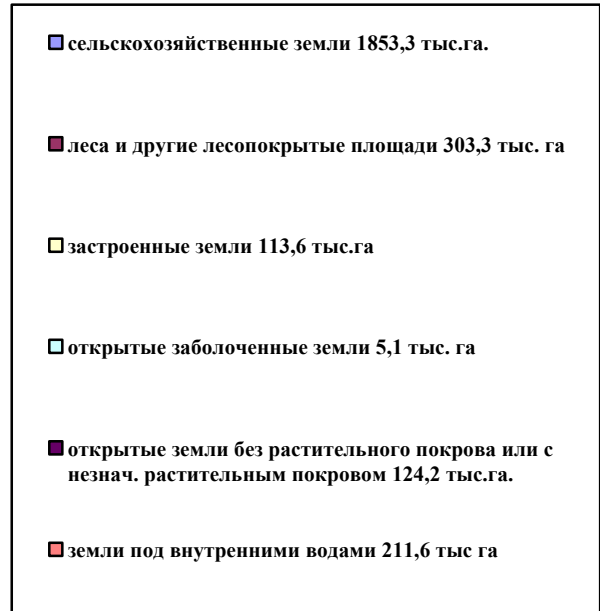 сельскохозяйственные земли 1853,3 тыс.га.
леса и другие лесопокрытые площади 303,3 тыс. га
застроенные земли 113,6 тыс.га
открытые заболоченные земли 5,1 тыс. га
открытые земли без растительного покрова или с
незнач. растительным покровом 124,2 тыс.га.
земли под внутренними водами 211,6 тыс га